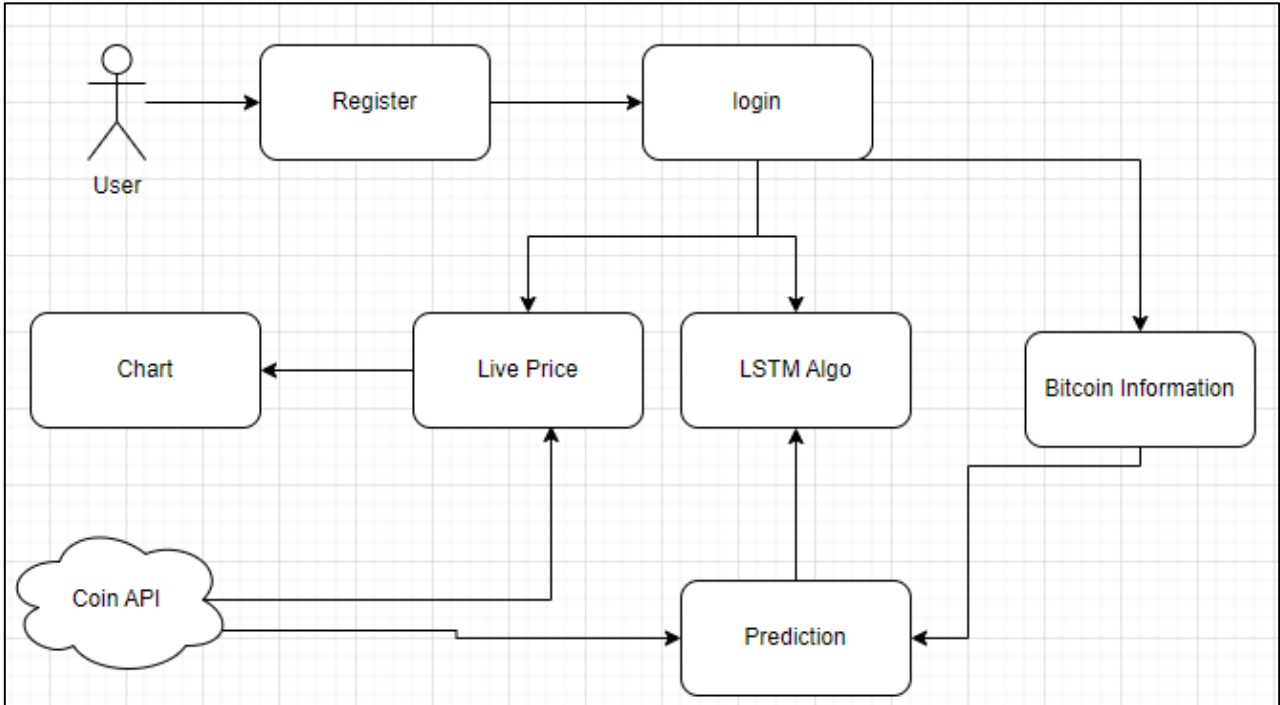 Register
login
User
Chart
Live Price
LSTM Algo
Bitcoin Information
Coin API
Prediction